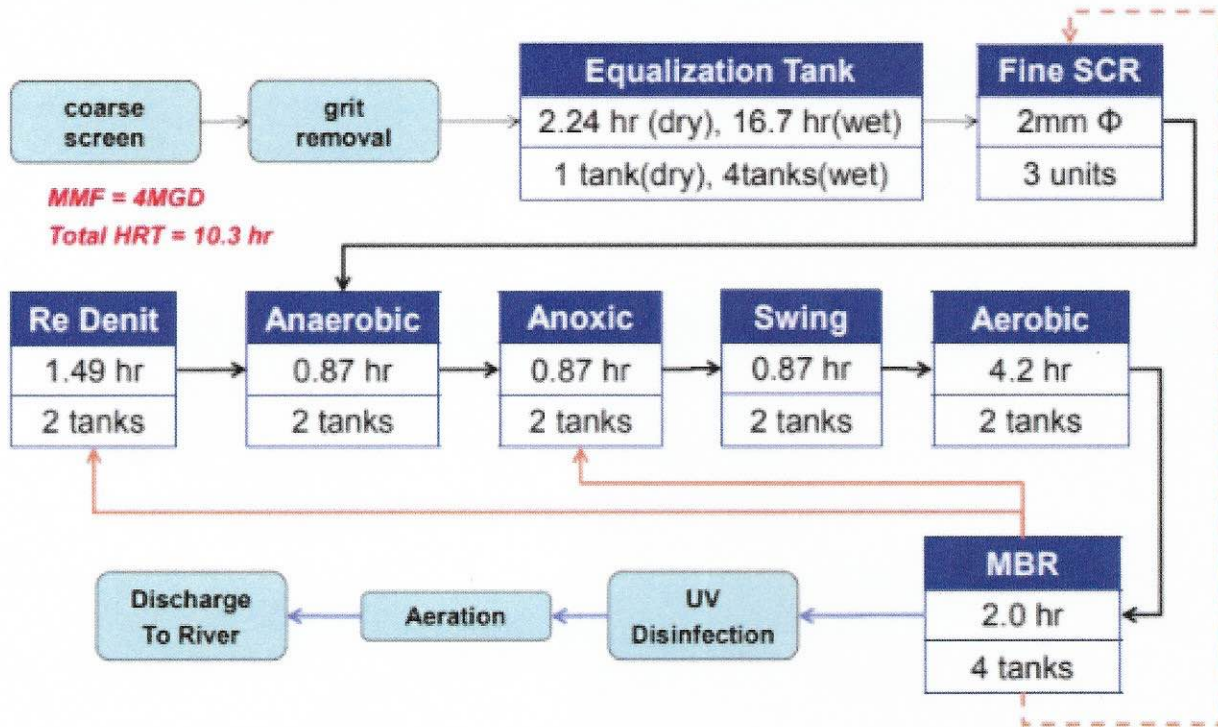 coarse
screen
grit
removal
Equalization Tank
2.24 hr (dry), 16.7 hr(wet)
1 tank(dry), 4tanks(wet)
Fine SCR
2mm Φ
3 units
MMF = 4MGD
Total HRT = 10.3 hr
Re Denit
1.49 hr
2 tanks
Anaerobic
0.87 hr
2 tanks
Anoxic
0.87 hr
2 tanks
Swing
0.87 hr
2 tanks
Aerobic
4.2 hr
2 tanks
Discharge
To River
Aeration
UV
Disinfection
MBR
2.0 hr
4 tanks